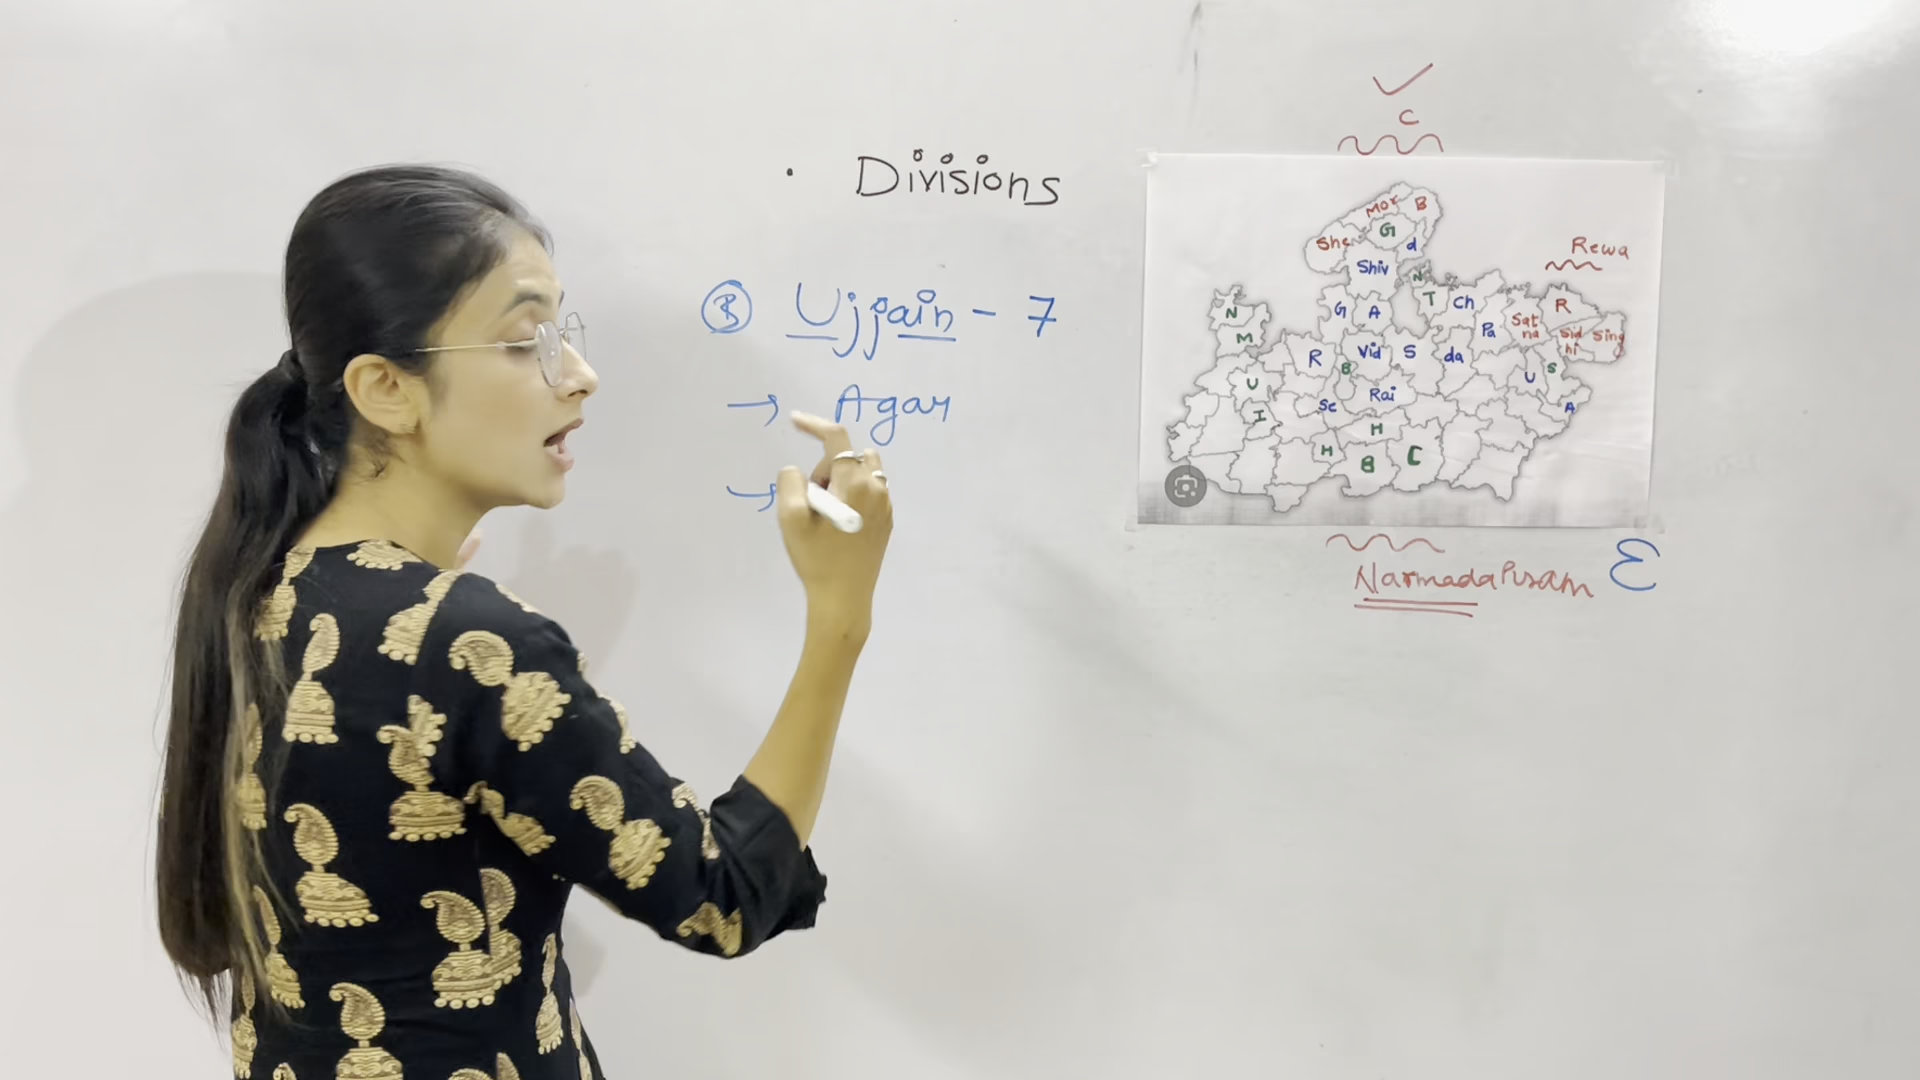 C
• Divisions
Mor B
She G d
Shiv
Rewa
N
N G A T Ch Pa Sat na R
M Sid hi Sing
R Vid S da
B
U U S
Rai
I Se A
H
H B C
③ Ujjain - 7
→ Agar
→
Narmadapuram